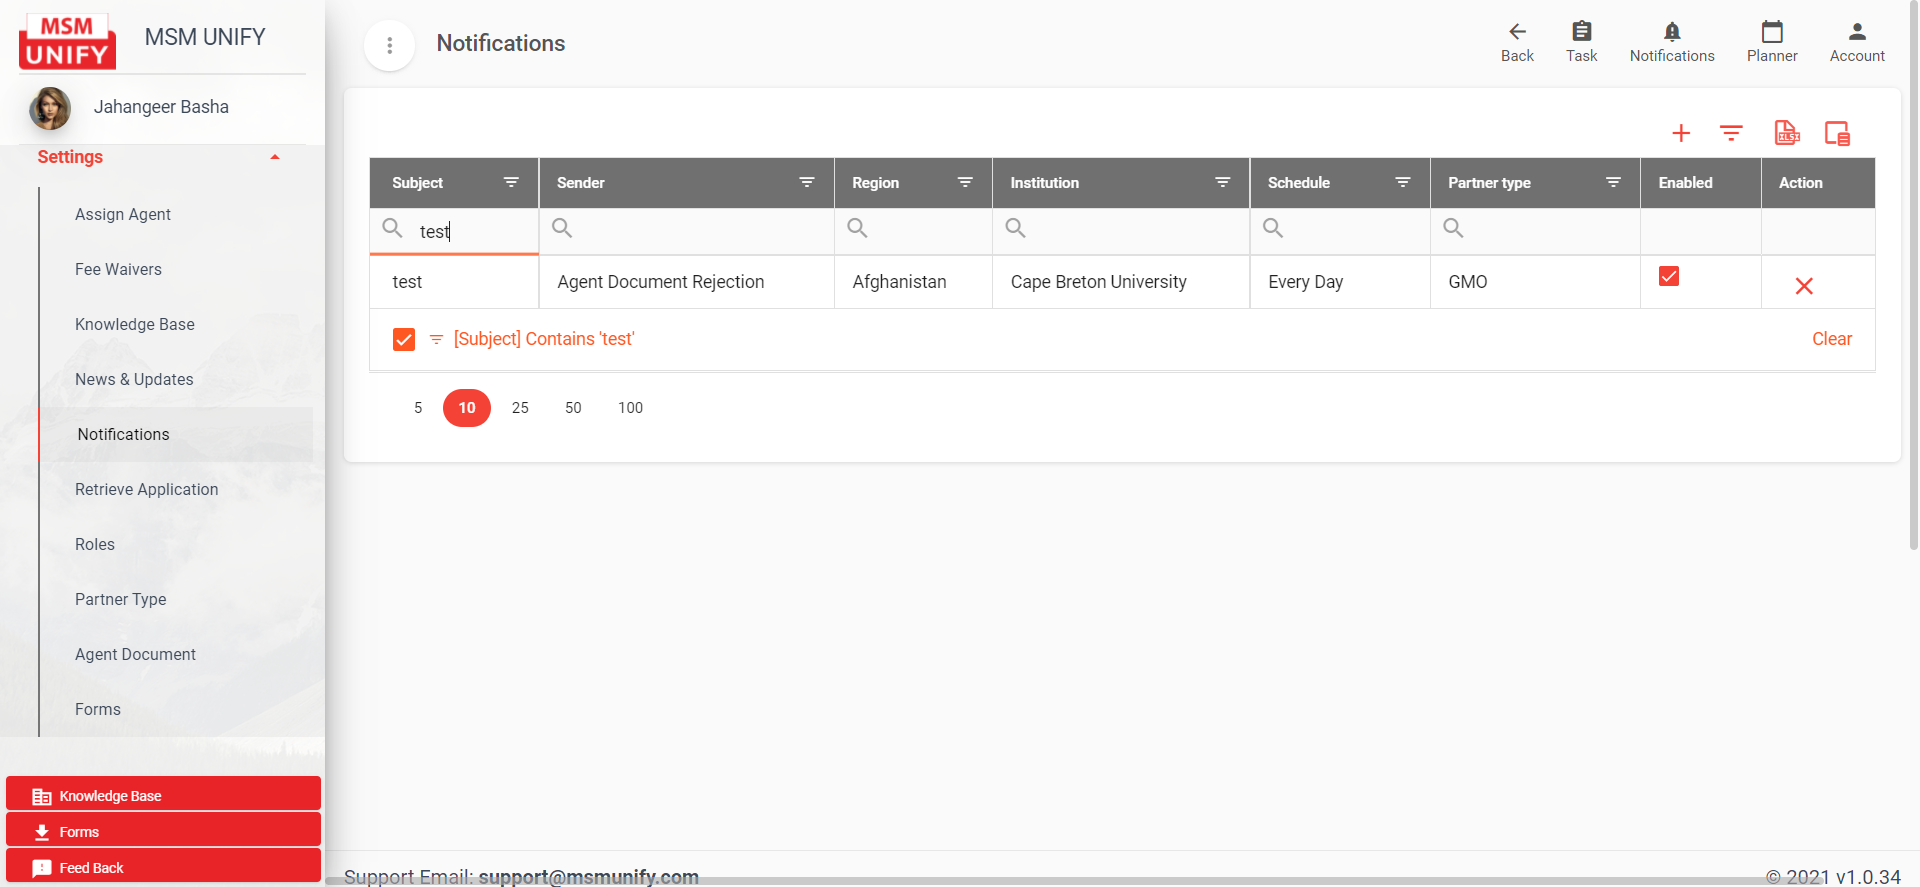 MSM
UNIFY
MSM UNIFY
Jahangeer Basha
Settings
Assign Agent
Fee Waivers
Knowledge Base
News & Updates
Notifications
Retrieve Application
Roles
Partner Type
Agent Document
Forms
Knowledge Base
Forms
Feed Back
Notifications
Back Task Notifications Planner Account
XLSX
Subject Sender Region Institution Schedule Partner type Enabled Action
test
test Agent Document Rejection Afghanistan Cape Breton University Every Day GMO
[Subject] Contains 'test' Clear
5 10 25 50 100
Support Email: support@msmunify.com © 2021 v1.0.34